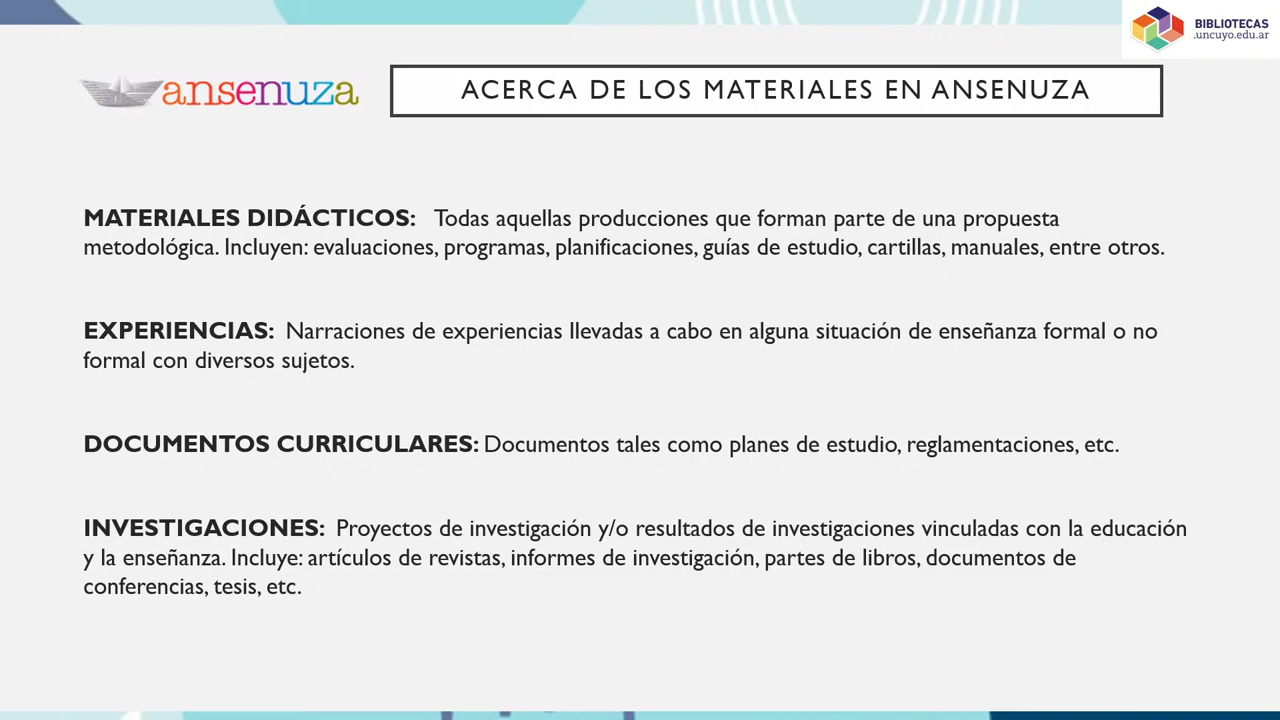 BIBLIOTECAS
.uncuyo.edu.ar
ansenuza
ACERCA DE LOS MATERIALES EN ANSENUZA
MATERIALES DIDÁCTICOS: Todas aquellas producciones que forman parte de una propuesta
metodológica. Incluyen: evaluaciones, programas, planificaciones, guías de estudio, cartillas, manuales, entre otros.
EXPERIENCIAS: Narraciones de experiencias llevadas a cabo en alguna situación de enseñanza formal o no
formal con diversos sujetos.
DOCUMENTOS CURRICULARES: Documentos tales como planes de estudio, reglamentaciones, etc.
INVESTIGACIONES: Proyectos de investigación y/o resultados de investigaciones vinculadas con la educación
y la enseñanza. Incluye: artículos de revistas, informes de investigación, partes de libros, documentos de
conferencias, tesis, etc.